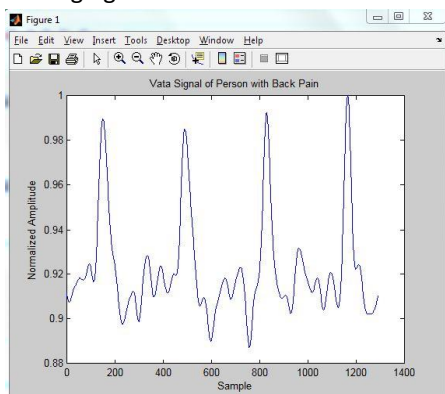 Figure 1
File Edit View Insert Tools Desktop Window Help
Vata Signal of Person with Back Pain
1
0.98
0.96
0.94
0.92
0.9
0.88
Normalized Amplitude
0 200 400 600 800 1000 1200 1400
Sample